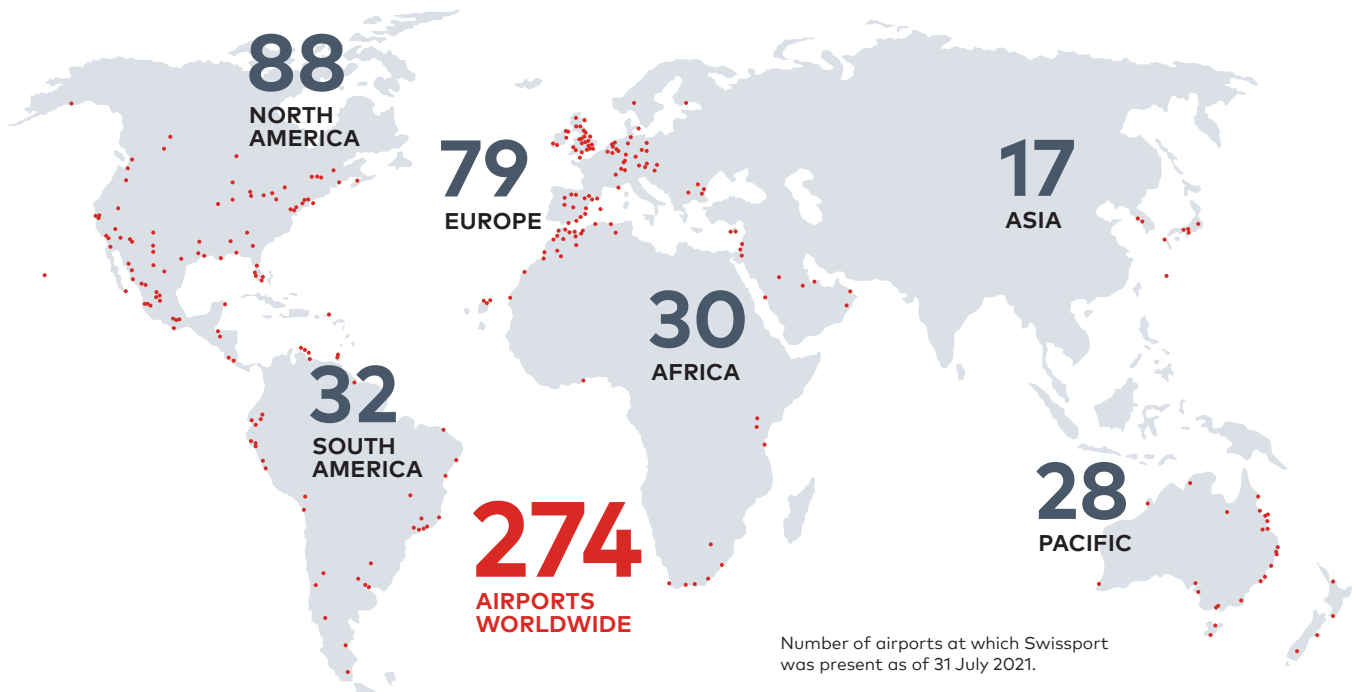 88
NORTH
AMERICA
79
EUROPE
17
ASIA
30
AFRICA
32
SOUTH
AMERICA
28
PACIFIC
274
AIRPORTS
WORLDWIDE
Number of airports at which Swissport
was present as of 31 July 2021.